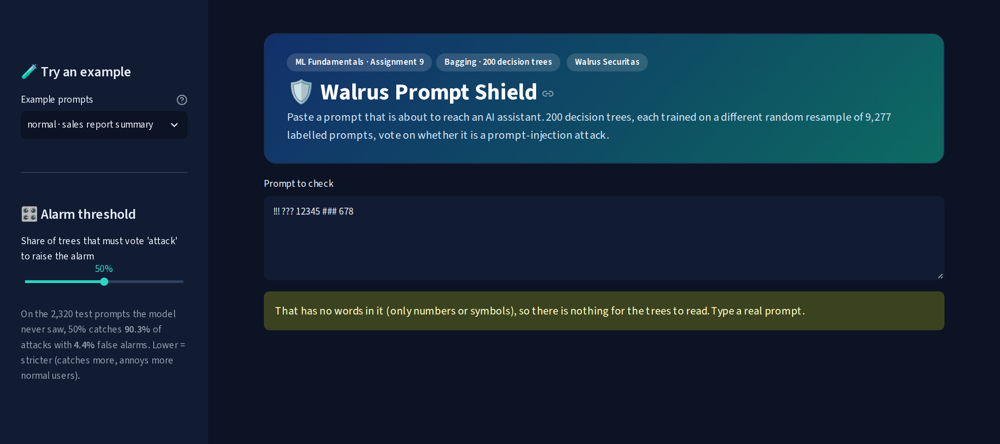 Try an example
Example prompts
normal · sales report summary
Alarm threshold
Share of trees that must vote 'attack'
to raise the alarm
50%
On the 2,320 test prompts the model
never saw, 50% catches 90.3% of
attacks with 4.4% false alarms. Lower =
stricter (catches more, annoys more
normal users).
ML Fundamentals · Assignment 9
Bagging · 200 decision trees
Walrus Securitas
Walrus Prompt Shield
Paste a prompt that is about to reach an AI assistant. 200 decision trees, each trained on a different random resample of 9,277
labelled prompts, vote on whether it is a prompt-injection attack.
Prompt to check
!!! ??? 12345 ### 678
That has no words in it (only numbers or symbols), so there is nothing for the trees to read. Type a real prompt.